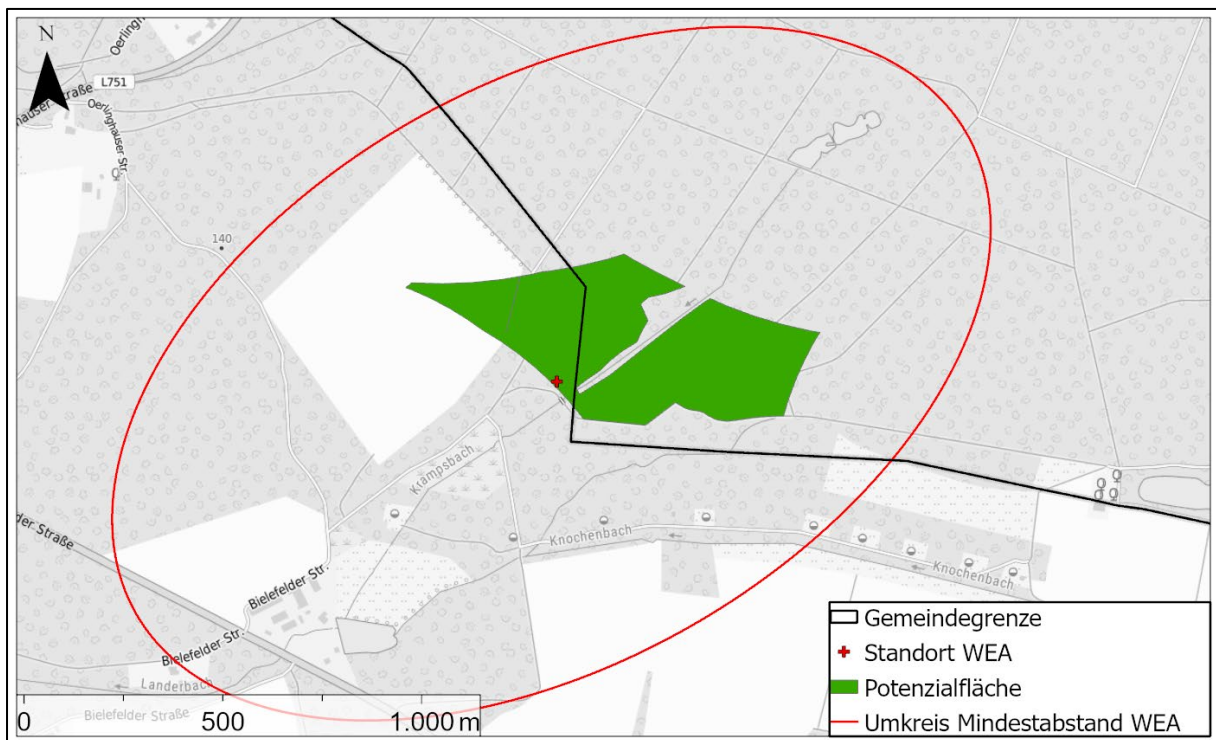 N
Oerlinghauser
L751
hauser Straße
Oerlinghauser Str.
140
Krampsbach
Knochenbach
Knochenbach
der Straße
Bielefelder Str.
Bielefelder Str.
Landerbach
Bielefelder Straße
0 500 1.000 m
Gemeindegrenze
Standort WEA
Potenzialfläche
Umkreis Mindestabstand WEA